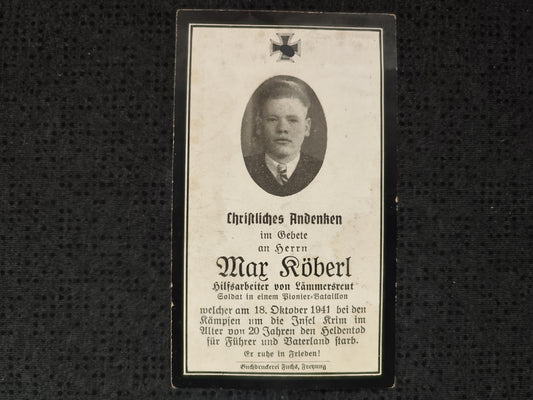 Christliches Andenken
im Gebete
an Herrn
Max Köberl
Hilfsarbeiter von Lämmersreut
Soldat in einem Pionier-Bataillon
welcher am 18. Oktober 1941 bei den
Kämpfen um die Insel Krim im
Alter von 20 Jahren den Heldentod
für Führer und Vaterland starb.
Er ruhe in Frieden!
Buchdruckerei Fuchs, Freyung